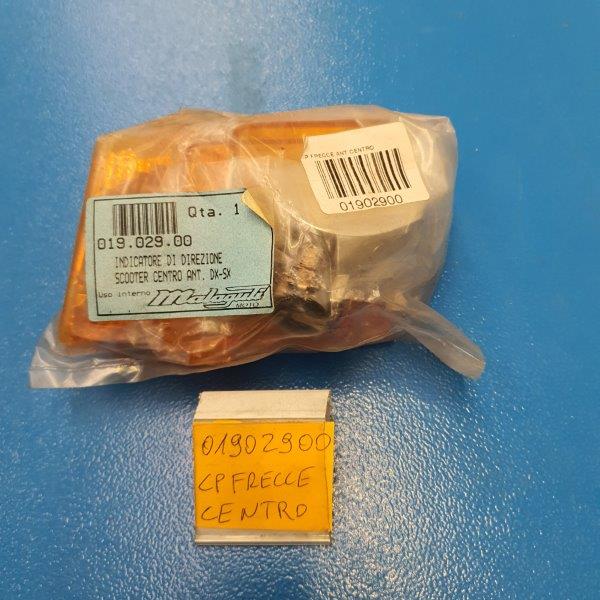 P FRECCE ANT. CENTRO
01902900
Qta. 1
019.029.00
INDICATORE DI DIREZIONE
SCOOTER CENTRO ANT. DX-SX
Uso interno Malaguti
MOTO
01902900
CP FRECCE
CENTRO